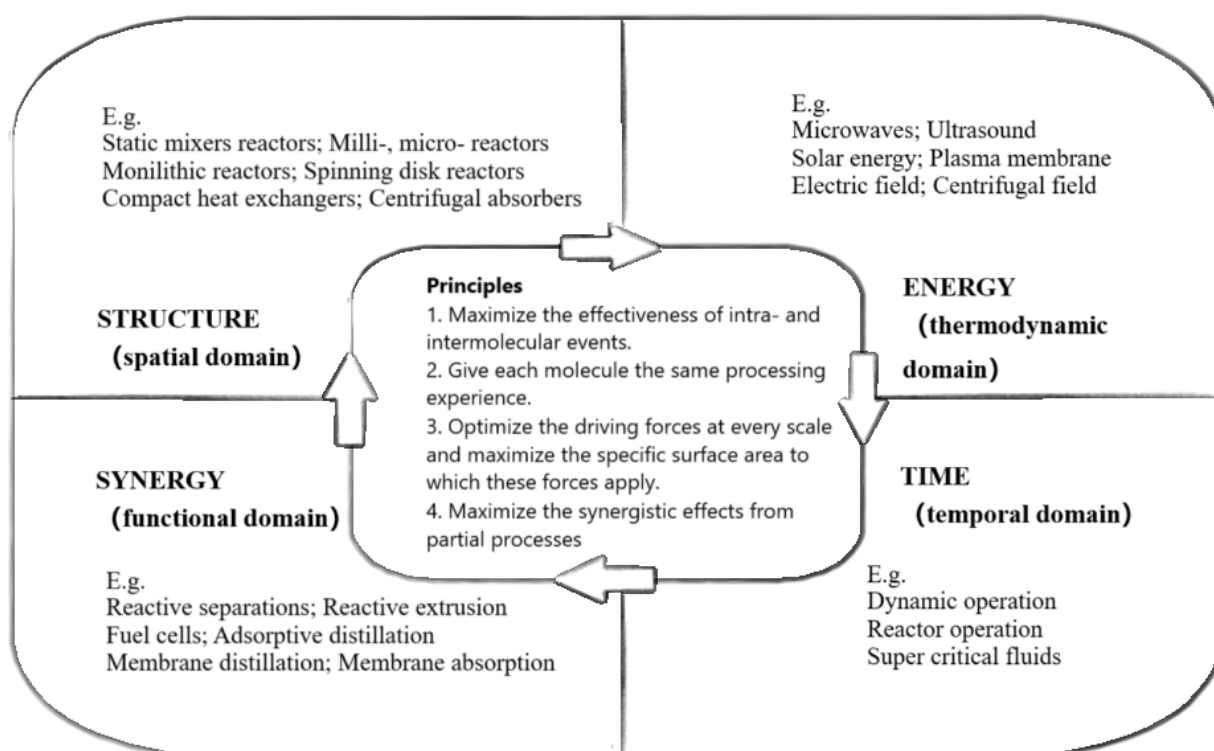 E.g.
Static mixers reactors; Milli-, micro- reactors
Monilithic reactors; Spinning disk reactors
Compact heat exchangers; Centrifugal absorbers
STRUCTURE
(spatial domain)
E.g.
Microwaves; Ultrasound
Solar energy; Plasma membrane
Electric field; Centrifugal field
ENERGY
(thermodynamic
domain)
Principles
1. Maximize the effectiveness of intra- and
intermolecular events.
2. Give each molecule the same processing
experience.
3. Optimize the driving forces at every scale
and maximize the specific surface area to
which these forces apply.
4. Maximize the synergistic effects from
partial processes
SYNERGY
(functional domain)
E.g.
Reactive separations; Reactive extrusion
Fuel cells; Adsorptive distillation
Membrane distillation; Membrane absorption
TIME
(temporal domain)
E.g.
Dynamic operation
Reactor operation
Super critical fluids